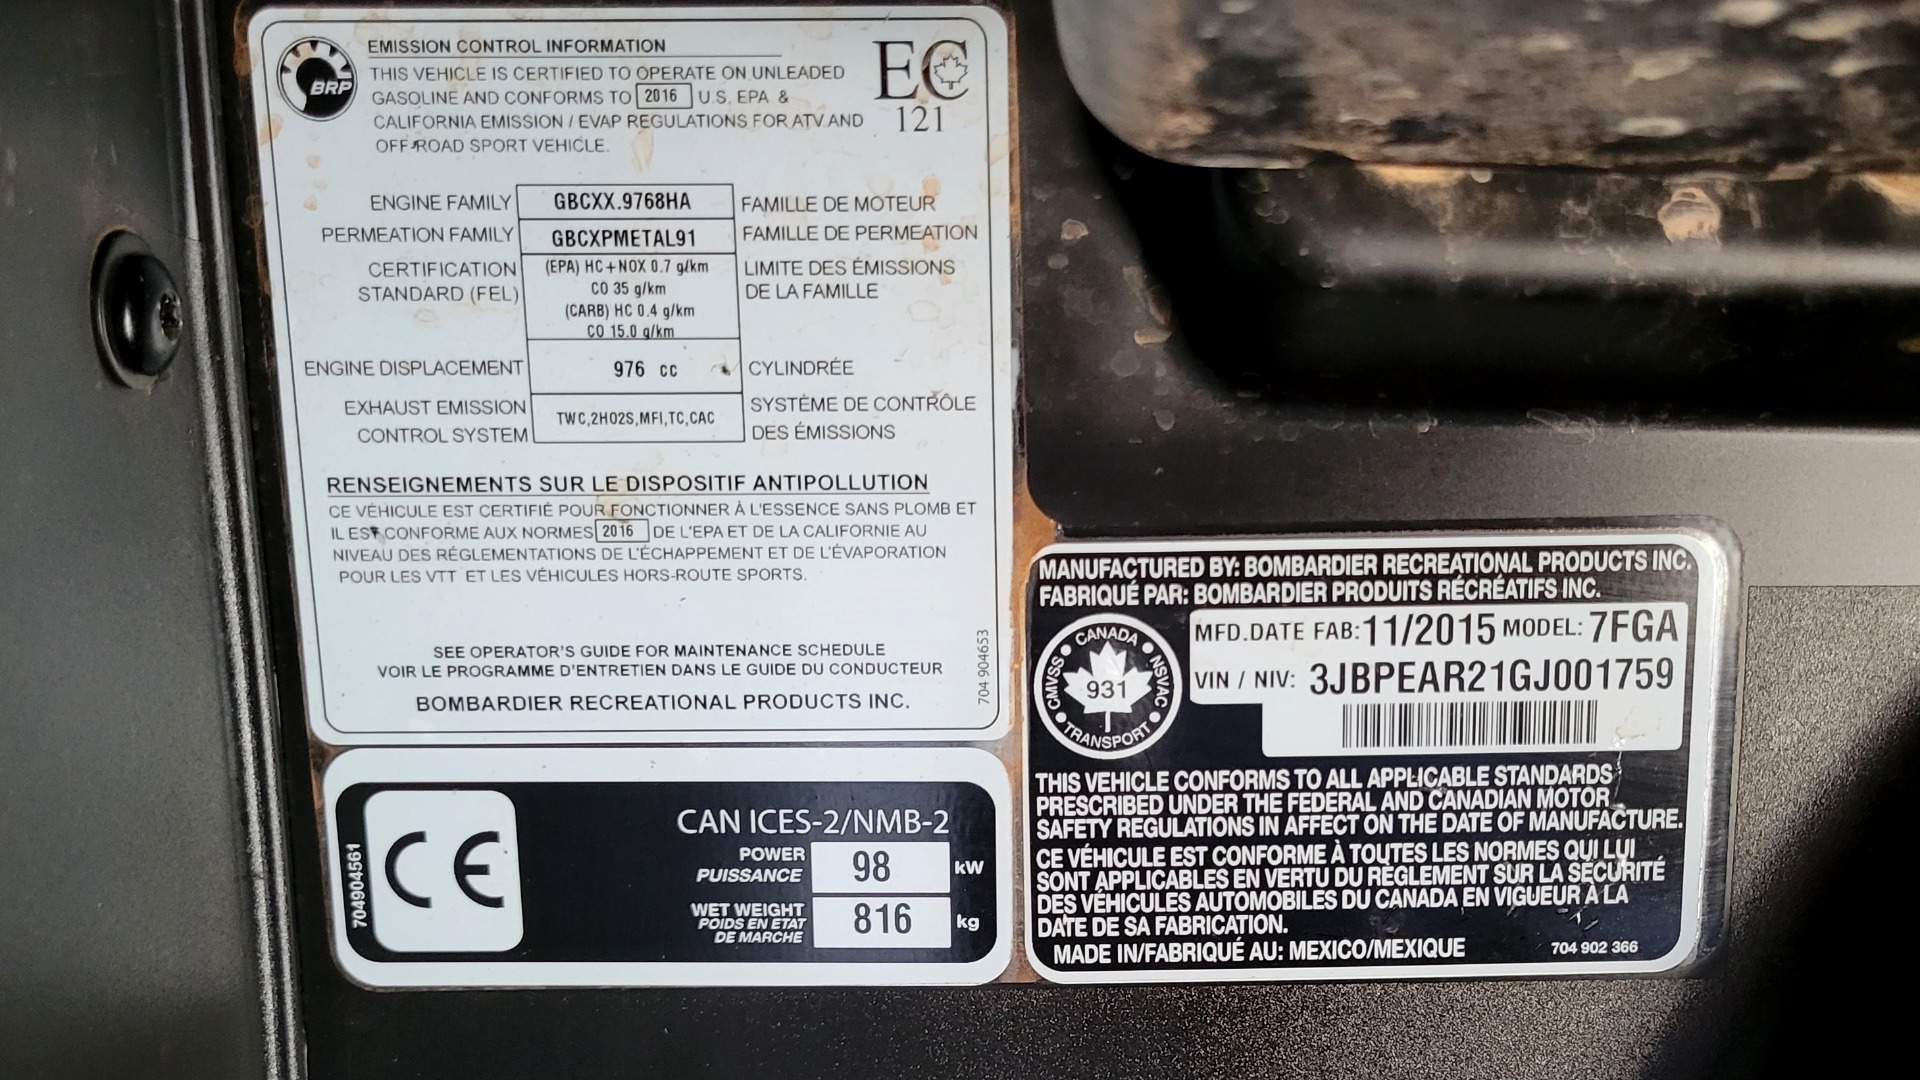 BRP
EMISSION CONTROL INFORMATION
THIS VEHICLE IS CERTIFIED TO OPERATE ON UNLEADED
GASOLINE AND CONFORMS TO 2016 U.S. EPA &
CALIFORNIA EMISSION / EVAP REGULATIONS FOR ATV AND
OFF-ROAD SPORT VEHICLE.
EC
121
ENGINE FAMILY GBCXX.9768HA FAMILLE DE MOTEUR
PERMEATION FAMILY GBCXPMETAL91 FAMILLE DE PERMEATION
CERTIFICATION
STANDARD (FEL)
(EPA) HC+NOX 0.7 g/km
CO 35 g/km
(CARB) HC 0.4 g/km
CO 15.0 g/km
LIMITE DES ÉMISSIONS
DE LA FAMILLE
ENGINE DISPLACEMENT 976 cc CYLINDRÉE
EXHAUST EMISSION
CONTROL SYSTEM
TWC,2HO2S,MFI,TC,CAC
SYSTÈME DE CONTRÔLE
DES ÉMISSIONS
RENSEIGNEMENTS SUR LE DISPOSITIF ANTIPOLLUTION
CE VÉHICULE EST CERTIFIÉ POUR FONCTIONNER À L'ESSENCE SANS PLOMB ET
IL EST CONFORME AUX NORMES 2016 DE L'EPA ET DE LA CALIFORNIE AU
NIVEAU DES RÉGLEMENTATIONS DE L'ÉCHAPPEMENT ET DE L'ÉVAPORATION
POUR LES VTT ET LES VÉHICULES HORS-ROUTE SPORTS.
SEE OPERATOR'S GUIDE FOR MAINTENANCE SCHEDULE
VOIR LE PROGRAMME D'ENTRETIEN DANS LE GUIDE DU CONDUCTEUR
BOMBARDIER RECREATIONAL PRODUCTS INC.
704 904653
704904561
CE
CAN ICES-2/NMB-2
POWER
PUISSANCE
98 kW
WET WEIGHT
POIDS EN ETAT
DE MARCHE
816 kg
MANUFACTURED BY: BOMBARDIER RECREATIONAL PRODUCTS INC.
FABRIQUÉ PAR: BOMBARDIER PRODUITS RÉCRÉATIFS INC.
CANADA
CMVSS
NSVAC
931
TRANSPORT
MFD.DATE FAB: 11/2015 MODEL: 7FGA
VIN / NIV: 3JBPEAR21GJ001759
THIS VEHICLE CONFORMS TO ALL APPLICABLE STANDARDS
PRESCRIBED UNDER THE FEDERAL AND CANADIAN MOTOR
SAFETY REGULATIONS IN AFFECT ON THE DATE OF MANUFACTURE.
CE VÉHICULE EST CONFORME À TOUTES LES NORMES QUI LUI
SONT APPLICABLES EN VERTU DU RÈGLEMENT SUR LA SÉCURITÉ
DES VÉHICULES AUTOMOBILES DU CANADA EN VIGUEUR À LA
DATE DE SA FABRICATION.
MADE IN/FABRIQUÉ AU: MEXICO/MEXIQUE
704 902 366